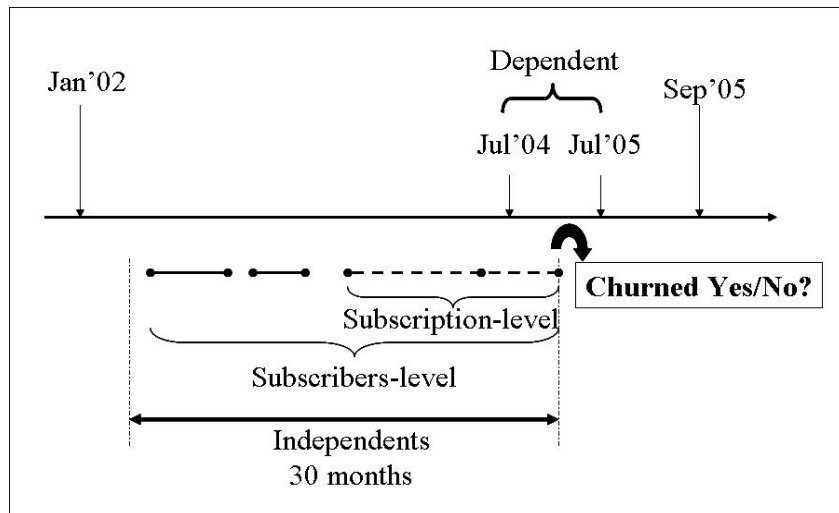 Dependent
Jan’02
Sep’05
Jul’04 Jul’05
Churned Yes/No?
Subscription-level
Subscribers-level
Independents
30 months